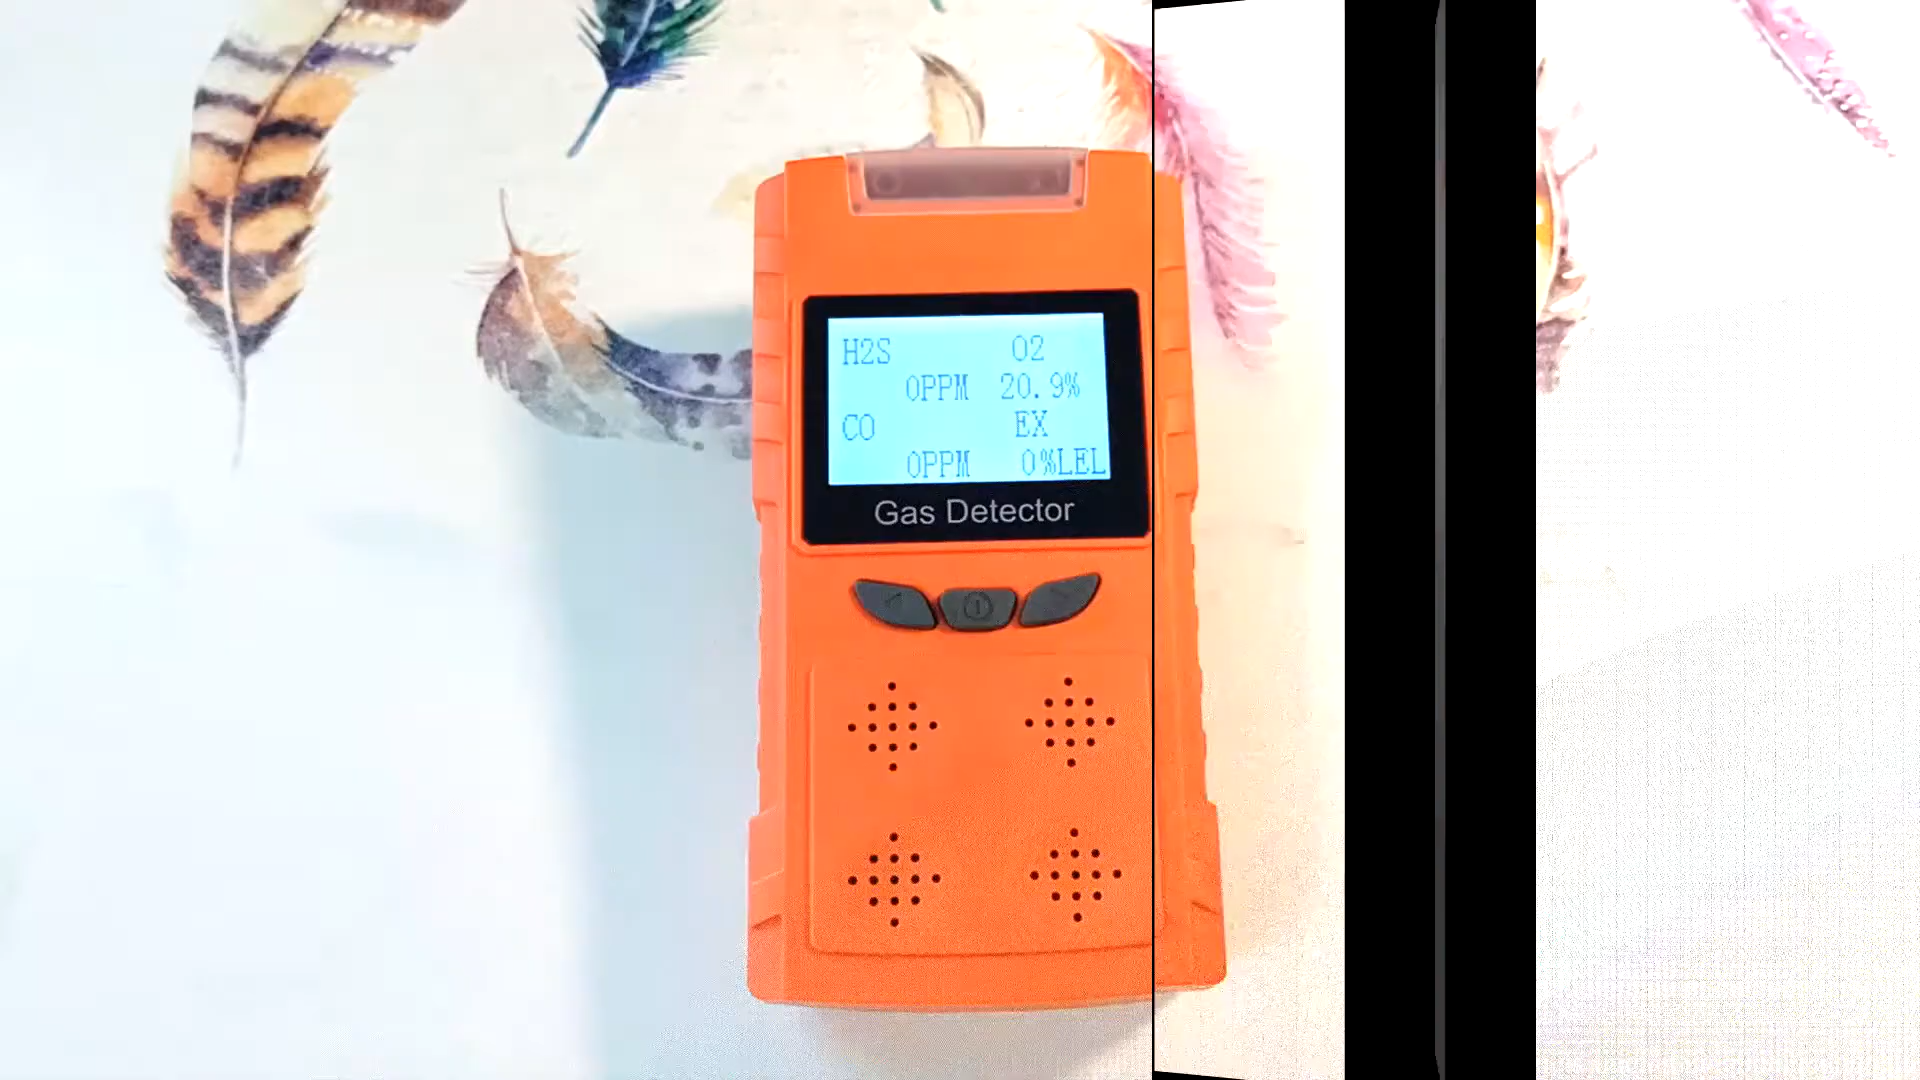 H2S O2
0PPM 20.9%
CO EX
0PPM 0%LEL
Gas Detector